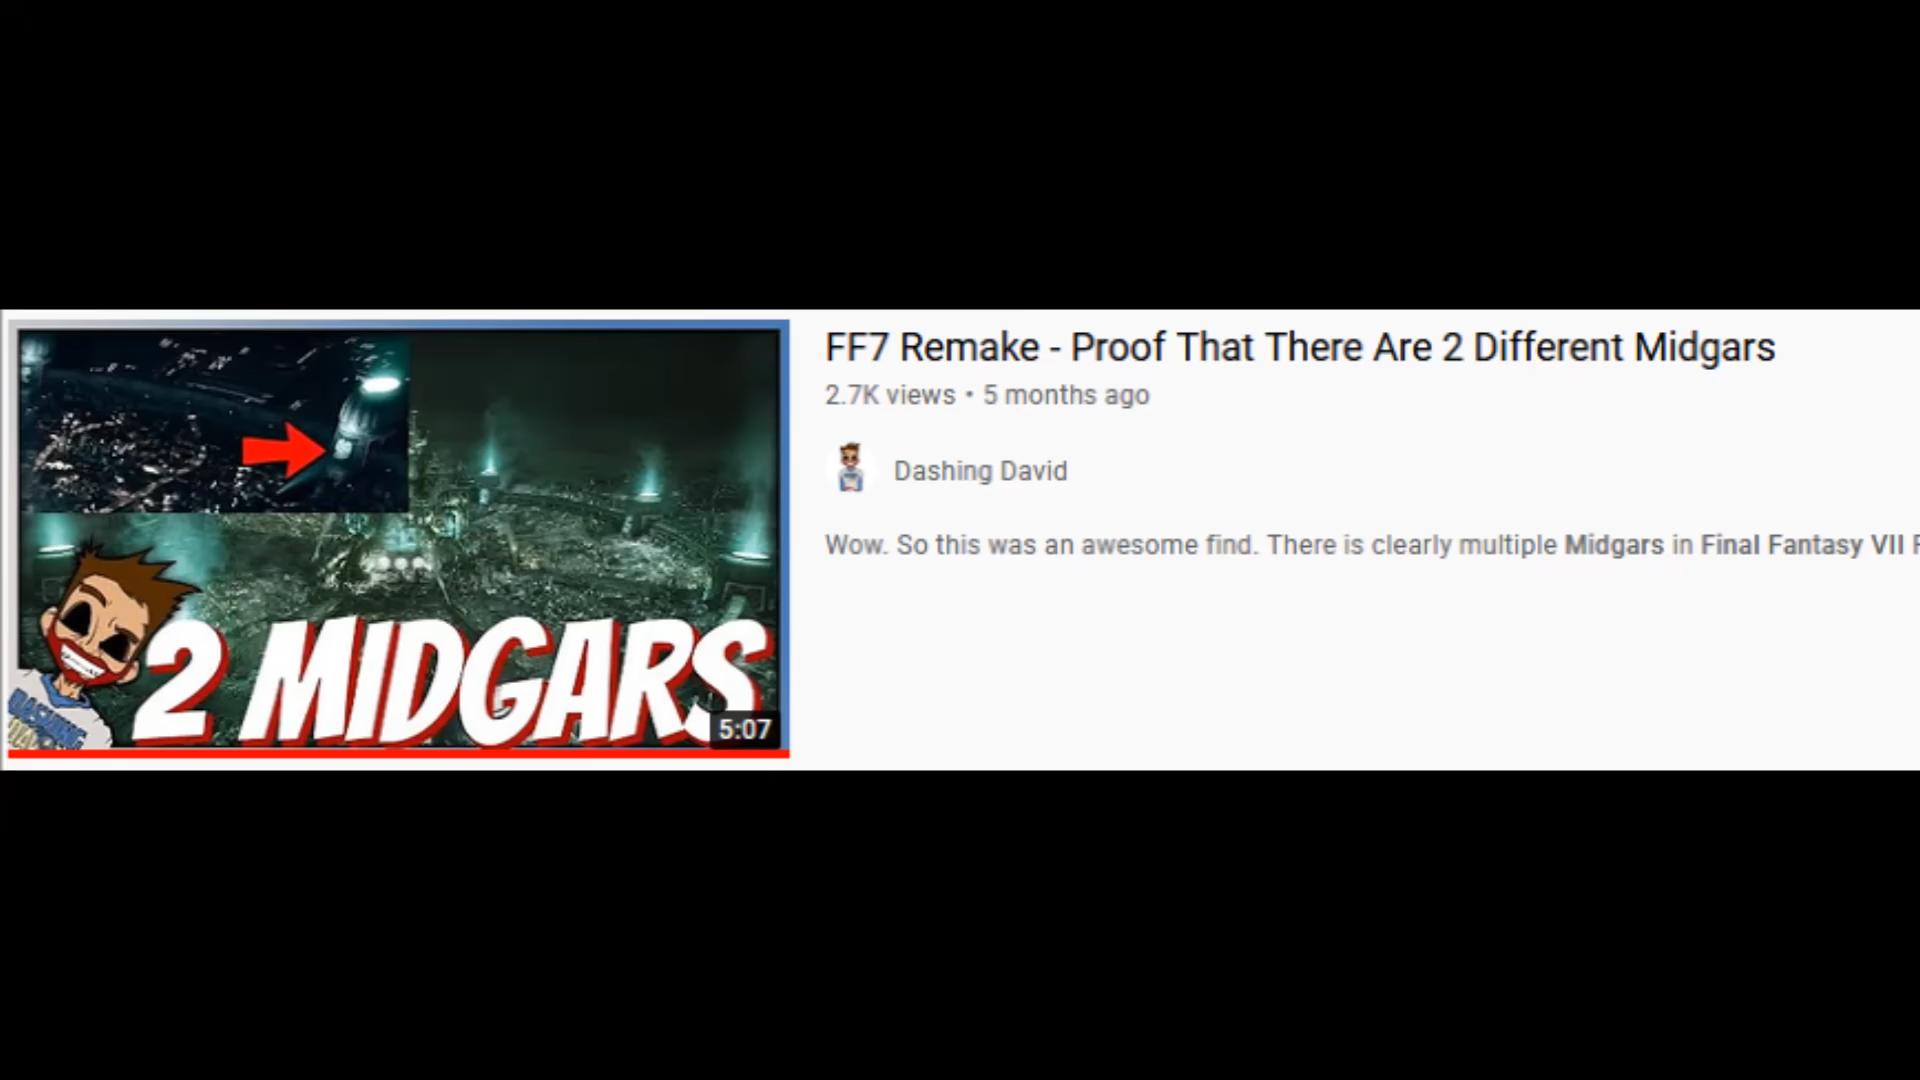 FF7 Remake - Proof That There Are 2 Different Midgars
2.7K views • 5 months ago
Dashing David
Wow. So this was an awesome find. There is clearly multiple Midgars in Final Fantasy VII F
2 MIDGARS
5:07
DASHING